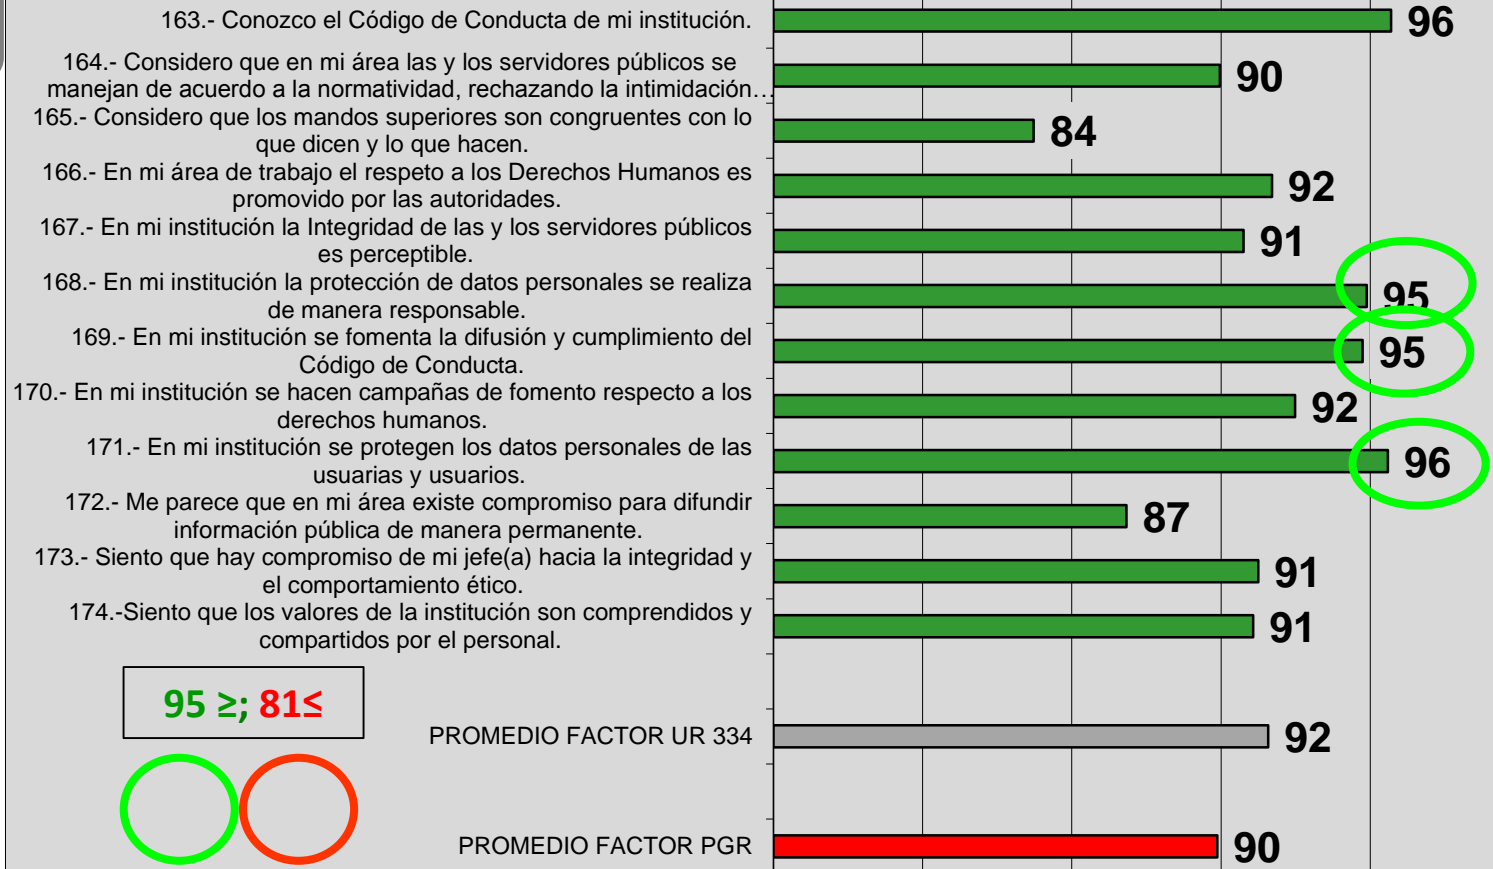 163.- Conozco el Código de Conducta de mi institución.
96
164.- Considero que en mi área las y los servidores públicos se
manejan de acuerdo a la normatividad, rechazando la intimidación…
90
165.- Considero que los mandos superiores son congruentes con lo
que dicen y lo que hacen.
84
166.- En mi área de trabajo el respeto a los Derechos Humanos es
promovido por las autoridades.
92
167.- En mi institución la Integridad de las y los servidores públicos
es perceptible.
91
168.- En mi institución la protección de datos personales se realiza
de manera responsable.
95
169.- En mi institución se fomenta la difusión y cumplimiento del
Código de Conducta.
95
170.- En mi institución se hacen campañas de fomento respecto a los
derechos humanos.
92
171.- En mi institución se protegen los datos personales de las
usuarias y usuarios.
96
172.- Me parece que en mi área existe compromiso para difundir
información pública de manera permanente.
87
173.- Siento que hay compromiso de mi jefe(a) hacia la integridad y
el comportamiento ético.
91
174.-Siento que los valores de la institución son comprendidos y
compartidos por el personal.
91
95 ≥; 81≤
PROMEDIO FACTOR UR 334
92
PROMEDIO FACTOR PGR
90